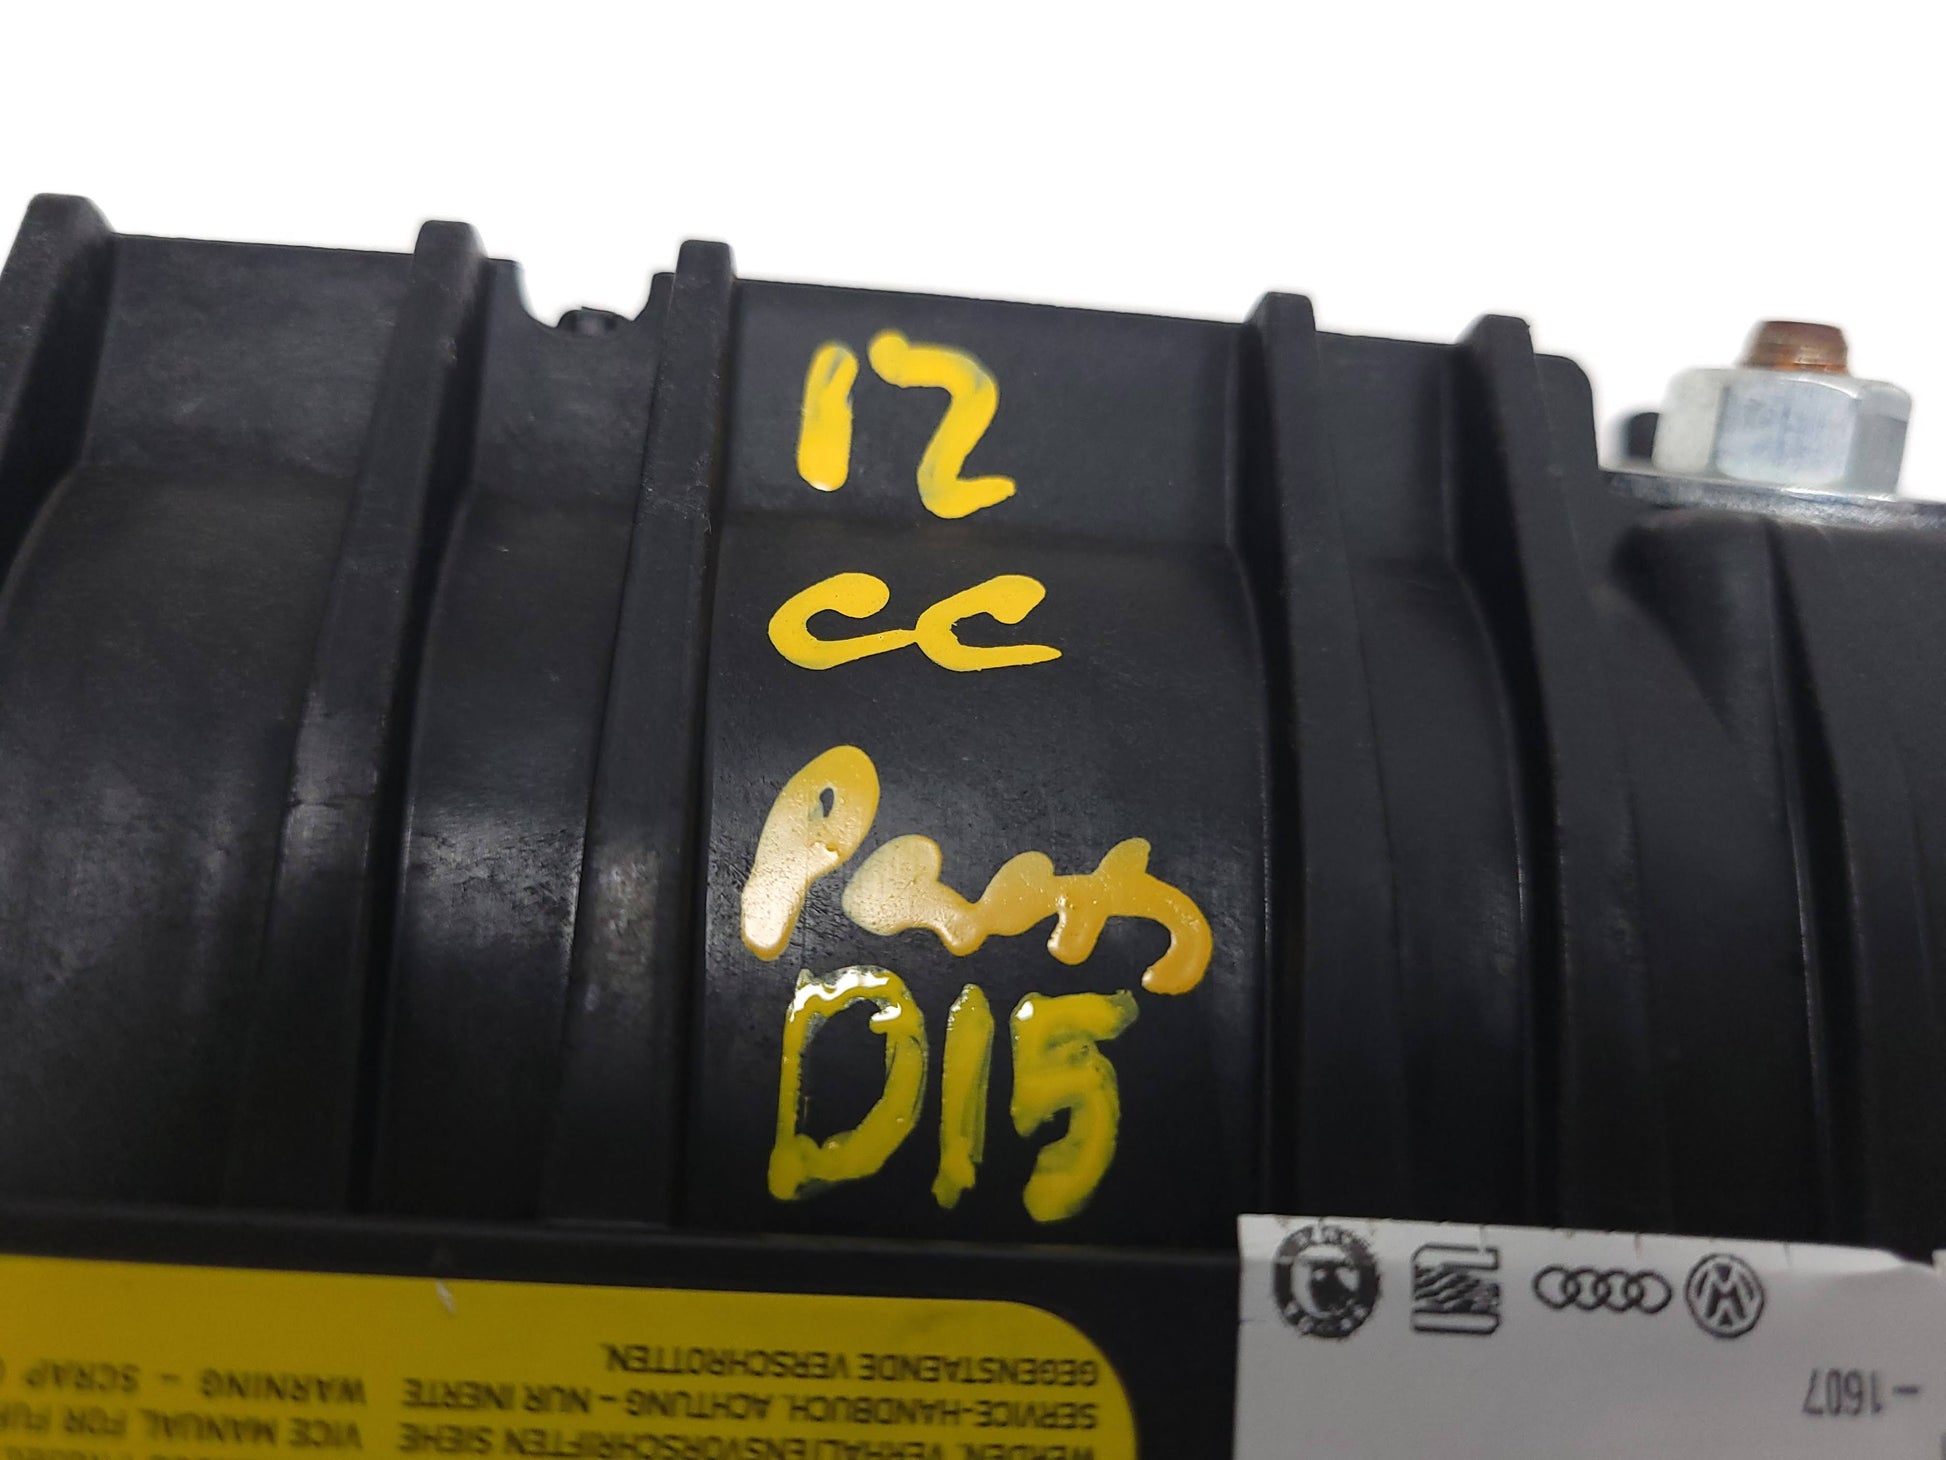 12
CC
Pass
D15
GEGENSTAENDE VERSCHROTTEN.
SERVICE-HANDBUCH. ACHTUNG - NUR INERTE
WERDEN. VERHALTENSVORSCHRIFTEN SIEHE
WARNING - SCRAP
VICE MANUAL FOR FUR
- 1607